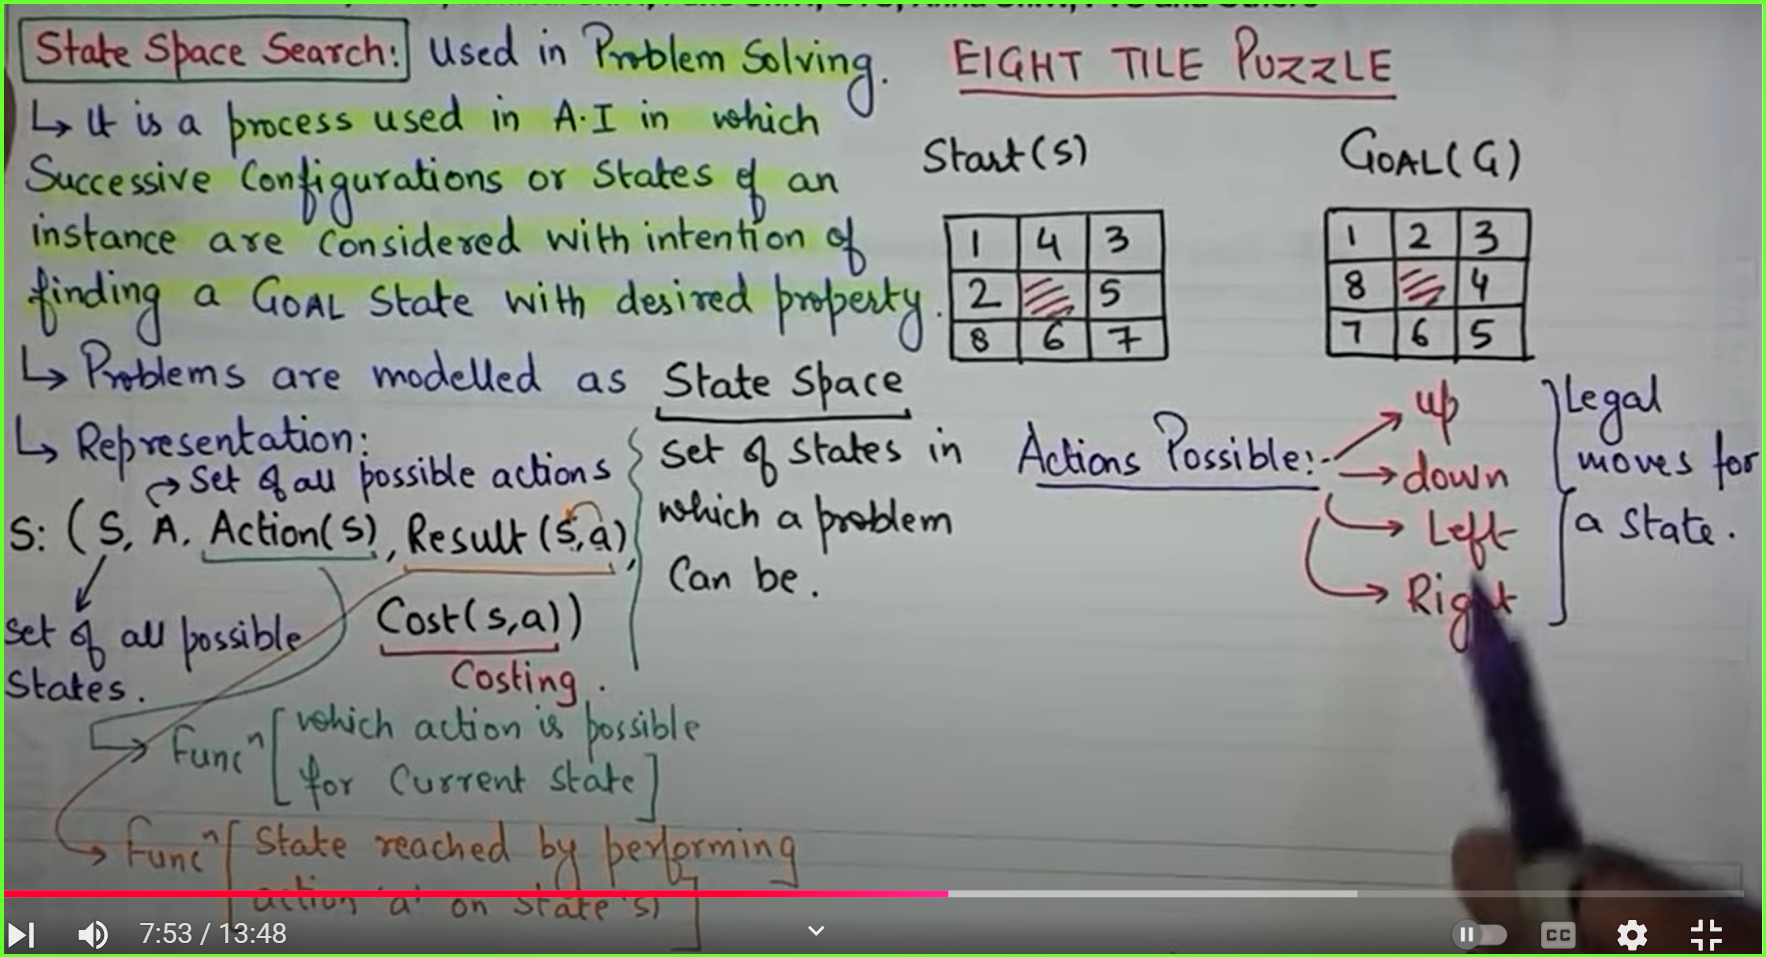 State Space Search: Used in Problem Solving.
↳ It is a process used in A.I in which
Successive Configurations or States of an
instance are Considered with intention of
finding a GOAL State with desired property.
↳ Problems are modelled as State Space
↳ Representation:
→ Set of all possible actions
S: (S, A, Action(S), Result (S,a),
Cost(s,a))
Costing.
Set of all possible
States.
Set of States in
which a problem
Can be.
→ Funcⁿ [which action is possible
for Current State]
→ Funcⁿ [State reached by performing
action 'a' on State 's]
EIGHT TILE PUZZLE
Start(S)
1 4 3
2 5
8 6 7
GOAL(G)
1 2 3
8 4
7 6 5
Actions Possible:-
→ up
→ down
→ Left
→ Right
Legal
moves for
a State.
7:53 / 13:48
CC